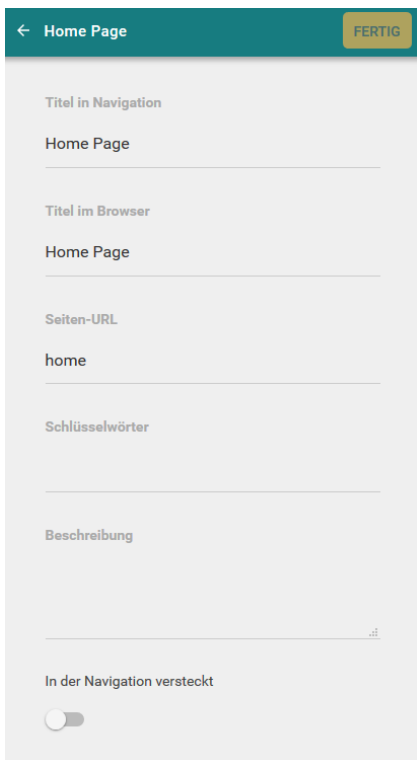 Home Page
FERTIG
Titel in Navigation
Home Page
Titel im Browser
Home Page
Seiten-URL
home
Schlüsselwörter
Beschreibung
In der Navigation versteckt